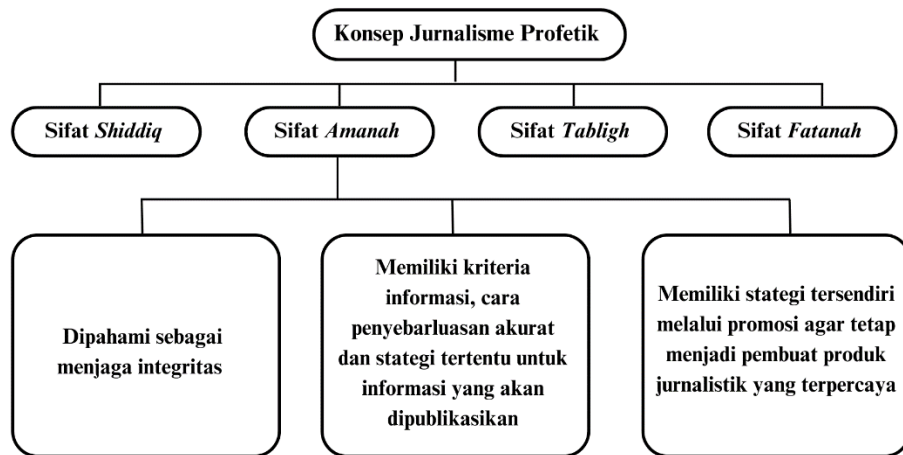 Konsep Jurnalisme Profetik
Sifat Shiddiq
Sifat Amanah
Sifat Tabligh
Sifat Fatanah
Dipahami sebagai
menjaga integritas
Memiliki kriteria
informasi, cara
penyebarluasan akurat
dan stategi tertentu untuk
informasi yang akan
dipublikasikan
Memiliki stategi tersendiri
melalui promosi agar tetap
menjadi pembuat produk
jurnalistik yang terpercaya